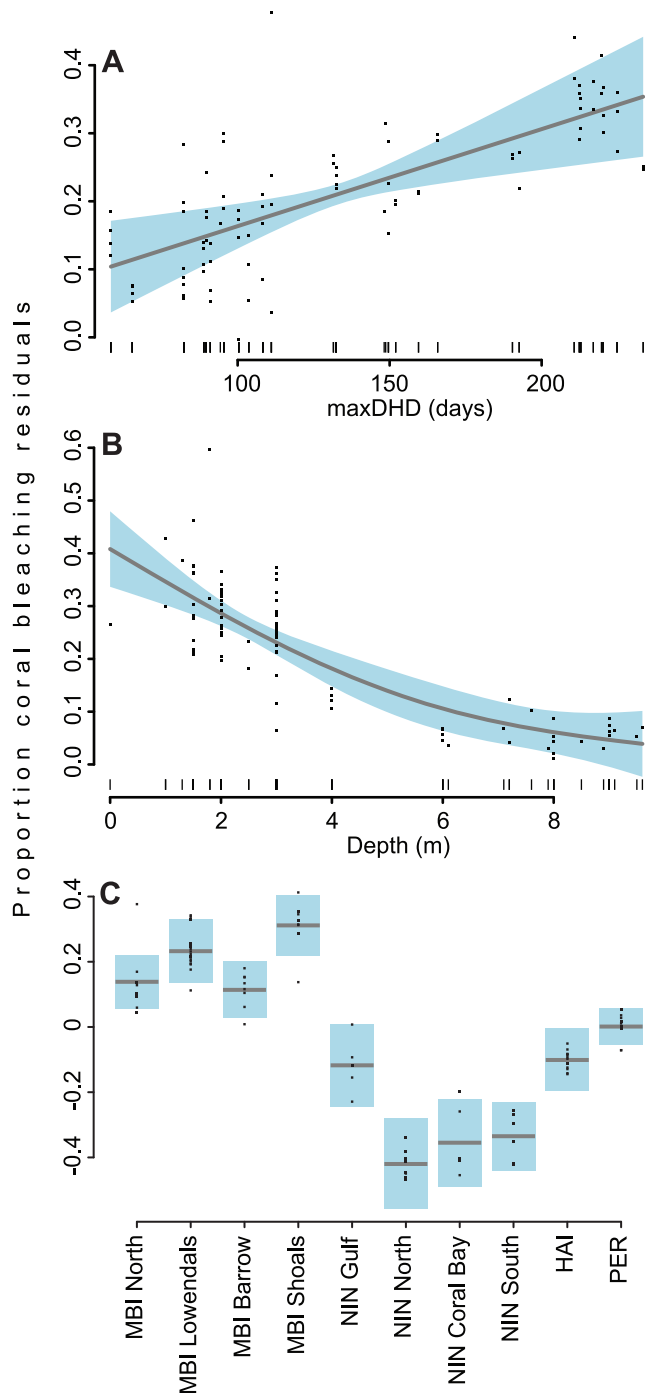 Proportion coral bleaching residuals
A
0.4
0.3
0.2
0.1
0.0
100 150 200
maxDHD (days)
B
0.6
0.5
0.4
0.3
0.2
0.1
0.0
0 2 4 6 8
Depth (m)
C
0.4
0.2
0
-0.2
-0.4
MBI North
MBI Lowendals
MBI Barrow
MBI Shoals
NIN Gulf
NIN North
NIN Coral Bay
NIN South
HAI
PER